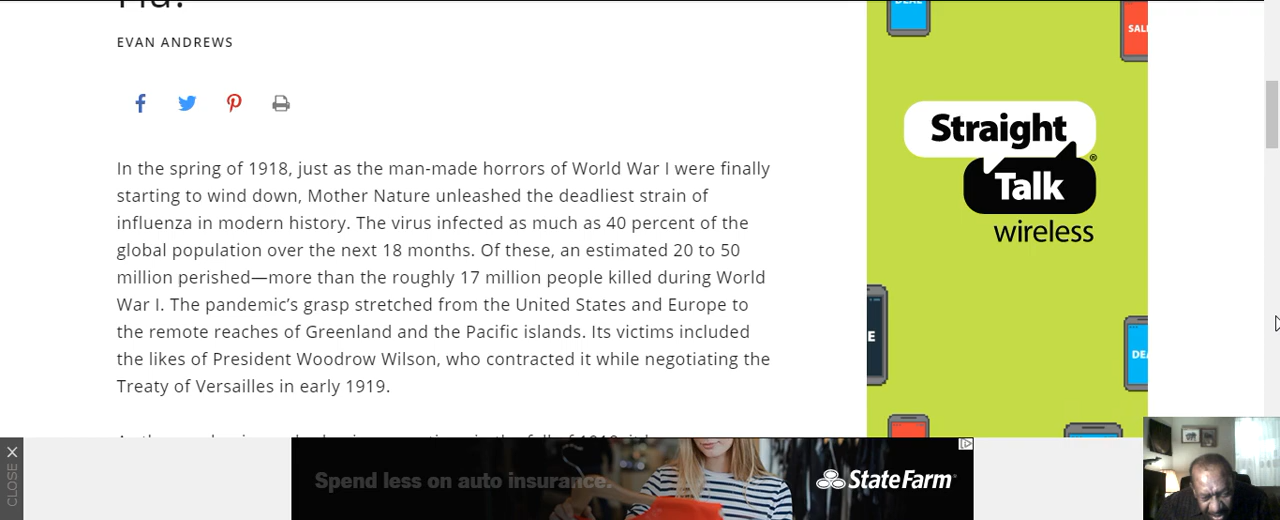 EVAN ANDREWS
In the spring of 1918, just as the man-made horrors of World War I were finally
starting to wind down, Mother Nature unleashed the deadliest strain of
influenza in modern history. The virus infected as much as 40 percent of the
global population over the next 18 months. Of these, an estimated 20 to 50
million perished—more than the roughly 17 million people killed during World
War I. The pandemic’s grasp stretched from the United States and Europe to
the remote reaches of Greenland and the Pacific islands. Its victims included
the likes of President Woodrow Wilson, who contracted it while negotiating the
Treaty of Versailles in early 1919.
SAL
Straight
Talk®
wireless
E
DEA
CLOSE X
Spend less on auto insurance.
StateFarm®